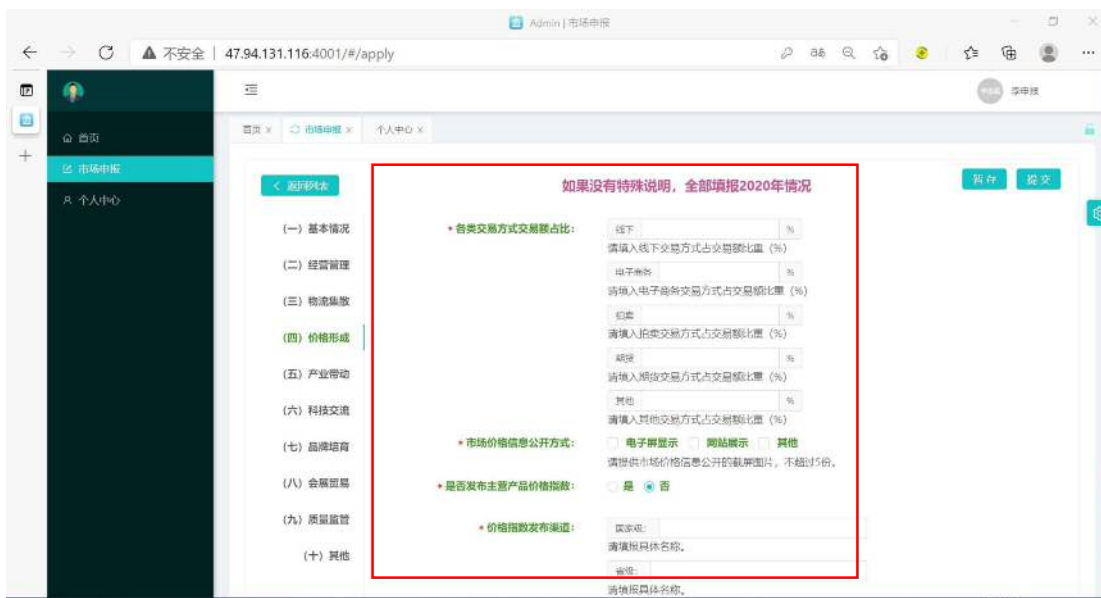 Admin | 市场申报
不安全 | 47.94.131.116:4001/#/apply
李申报
首页 × 市场申报 × 个人中心 ×
首页
市场申报
个人中心
< 返回列表
如果没有特殊说明，全部填报2020年情况
暂存 提交
(一) 基本情况
(二) 经营管理
(三) 物流集散
(四) 价格形成
(五) 产业带动
(六) 科技交流
(七) 品牌培育
(八) 会展贸易
(九) 质量监管
(十) 其他
* 各类交易方式交易额占比：
线下 %
请填入线下交易方式占交易额比重（%）
电子商务 %
请填入电子商务交易方式占交易额比重（%）
拍卖 %
请填入拍卖交易方式占交易额比重（%）
期货 %
请填入期货交易方式占交易额比重（%）
其他 %
请填入其他交易方式占交易额比重（%）
* 市场价格信息公开方式： 电子屏显示 网站展示 其他
请提供市场价格信息公开的截屏图片，不超过5份。
* 是否发布主营产品价格指数： 是 否
* 价格指数发布渠道： 国家级：
请填报具体名称。
省级：
请填报具体名称。